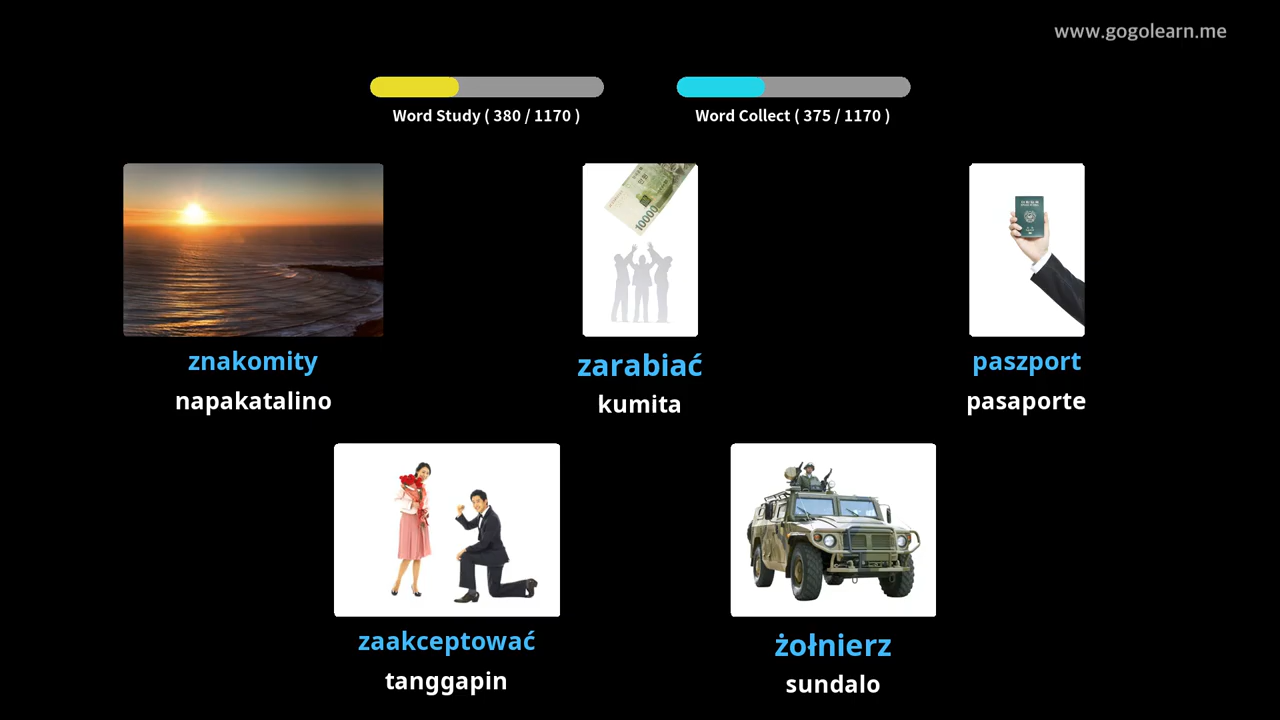 www.gogolearn.me
Word Study ( 380 / 1170 )
Word Collect ( 375 / 1170 )
10000
znakomity
napakatalino
zarabiać
kumita
paszport
pasaporte
zaakceptować
tanggapin
żołnierz
sundalo